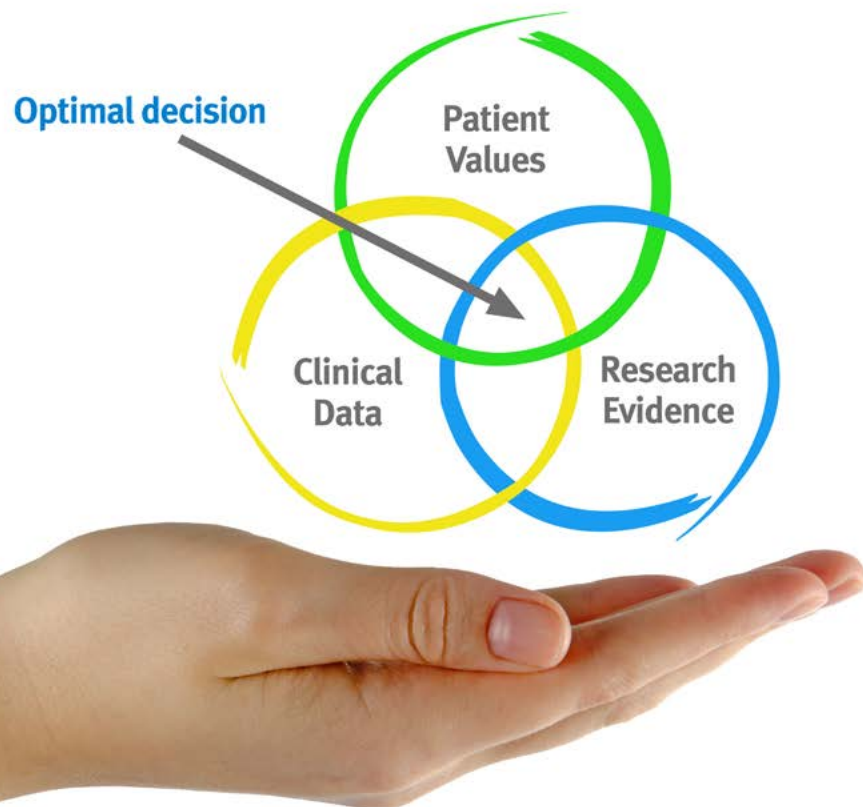 Optimal decision
Patient
Values
Clinical
Data
Research
Evidence